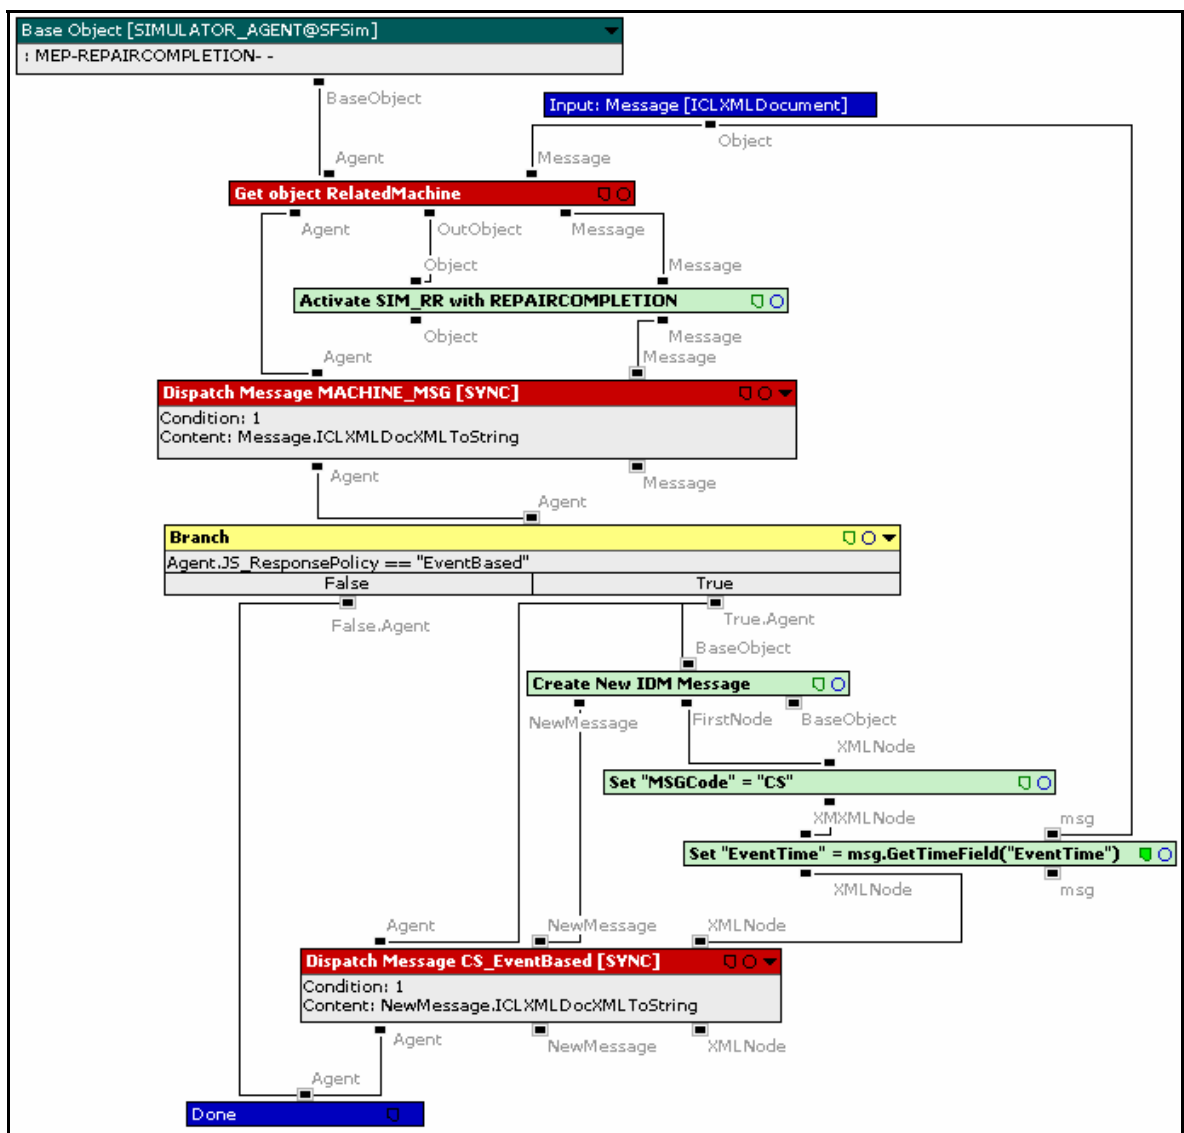 Base Object [SIMULATOR_AGENT@SFSim]
: MEP-REPAIRCOMPLETION- -
BaseObject
Input: Message [ICLXMLDocument]
Object
Agent
Message
Get object RelatedMachine
Agent
OutObject
Message
Object
Message
Activate SIM_RR with REPAIRCOMPLETION
Object
Message
Agent
Message
Dispatch Message MACHINE_MSG [SYNC]
Condition: 1
Content: Message.ICLXMLDocXMLToString
Agent
Message
Agent
Branch
Agent.JS_ResponsePolicy == "EventBased"
False
True
False.Agent
True.Agent
BaseObject
Create New IDM Message
NewMessage
FirstNode
BaseObject
XMLNode
Set "MSGCode" = "CS"
XMXMLNode
msg
Set "EventTime" = msg.GetTimeField("EventTime")
XMLNode
msg
Agent
NewMessage
XMLNode
Dispatch Message CS_EventBased [SYNC]
Condition: 1
Content: NewMessage.ICLXMLDocXMLToString
Agent
NewMessage
XMLNode
Agent
Done